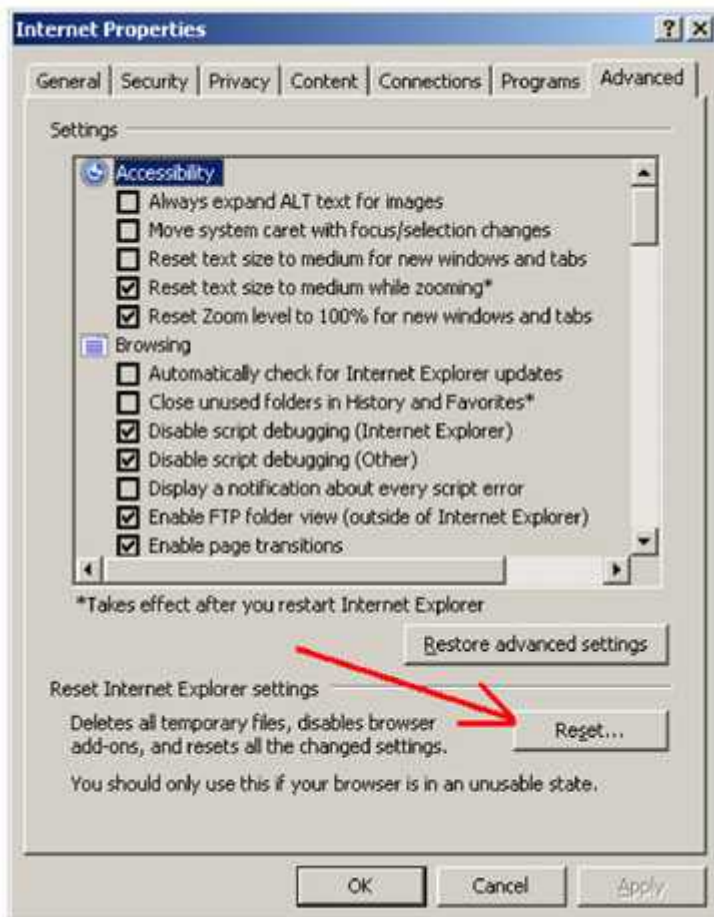 Internet Properties
General Security Privacy Content Connections Programs Advanced
Settings
Accessibility
Always expand ALT text for images
Move system caret with focus/selection changes
Reset text size to medium for new windows and tabs
Reset text size to medium while zooming*
Reset Zoom level to 100% for new windows and tabs
Browsing
Automatically check for Internet Explorer updates
Close unused folders in History and Favorites*
Disable script debugging (Internet Explorer)
Disable script debugging (Other)
Display a notification about every script error
Enable FTP folder view (outside of Internet Explorer)
Enable page transitions
*Takes effect after you restart Internet Explorer
Restore advanced settings
Reset Internet Explorer settings
Deletes all temporary files, disables browser
add-ons, and resets all the changed settings.
Reset...
You should only use this if your browser is in an unusable state.
OK Cancel Apply